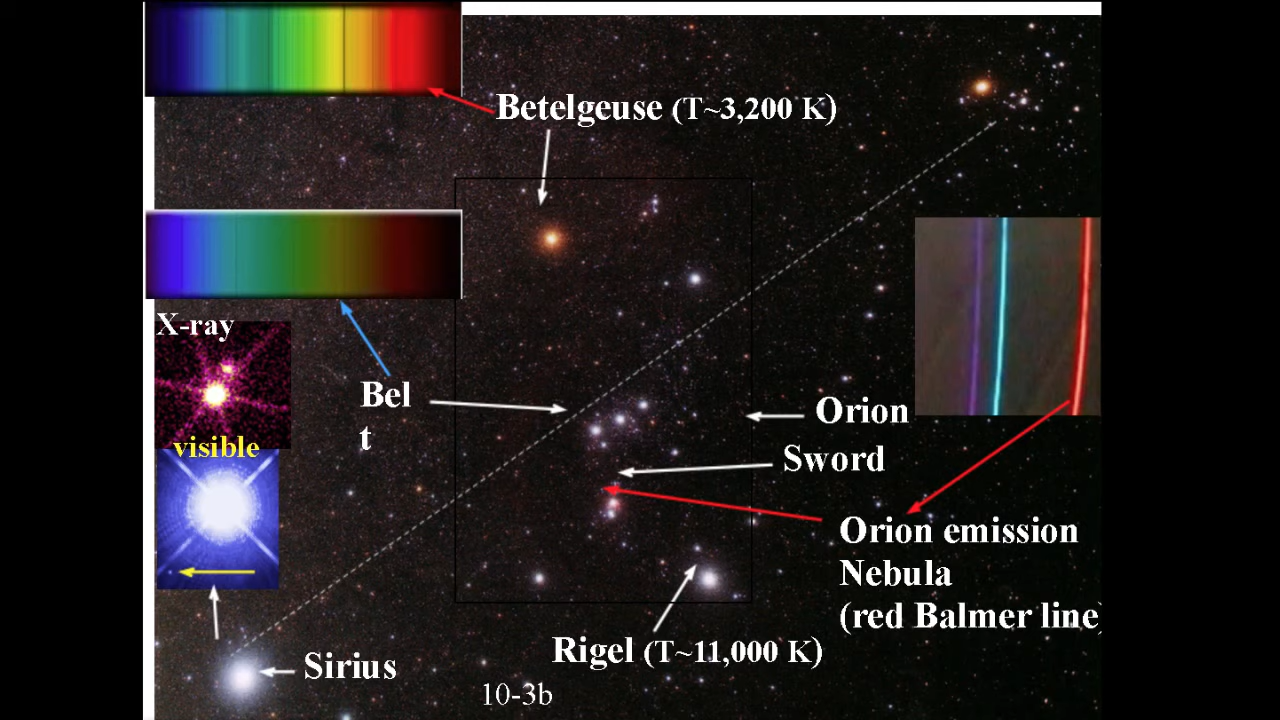 Betelgeuse (T~3,200 K)
X-ray
visible
Bel
t
Orion
Sword
Orion emission
Nebula
(red Balmer line)
Rigel (T~11,000 K)
Sirius
10-3b